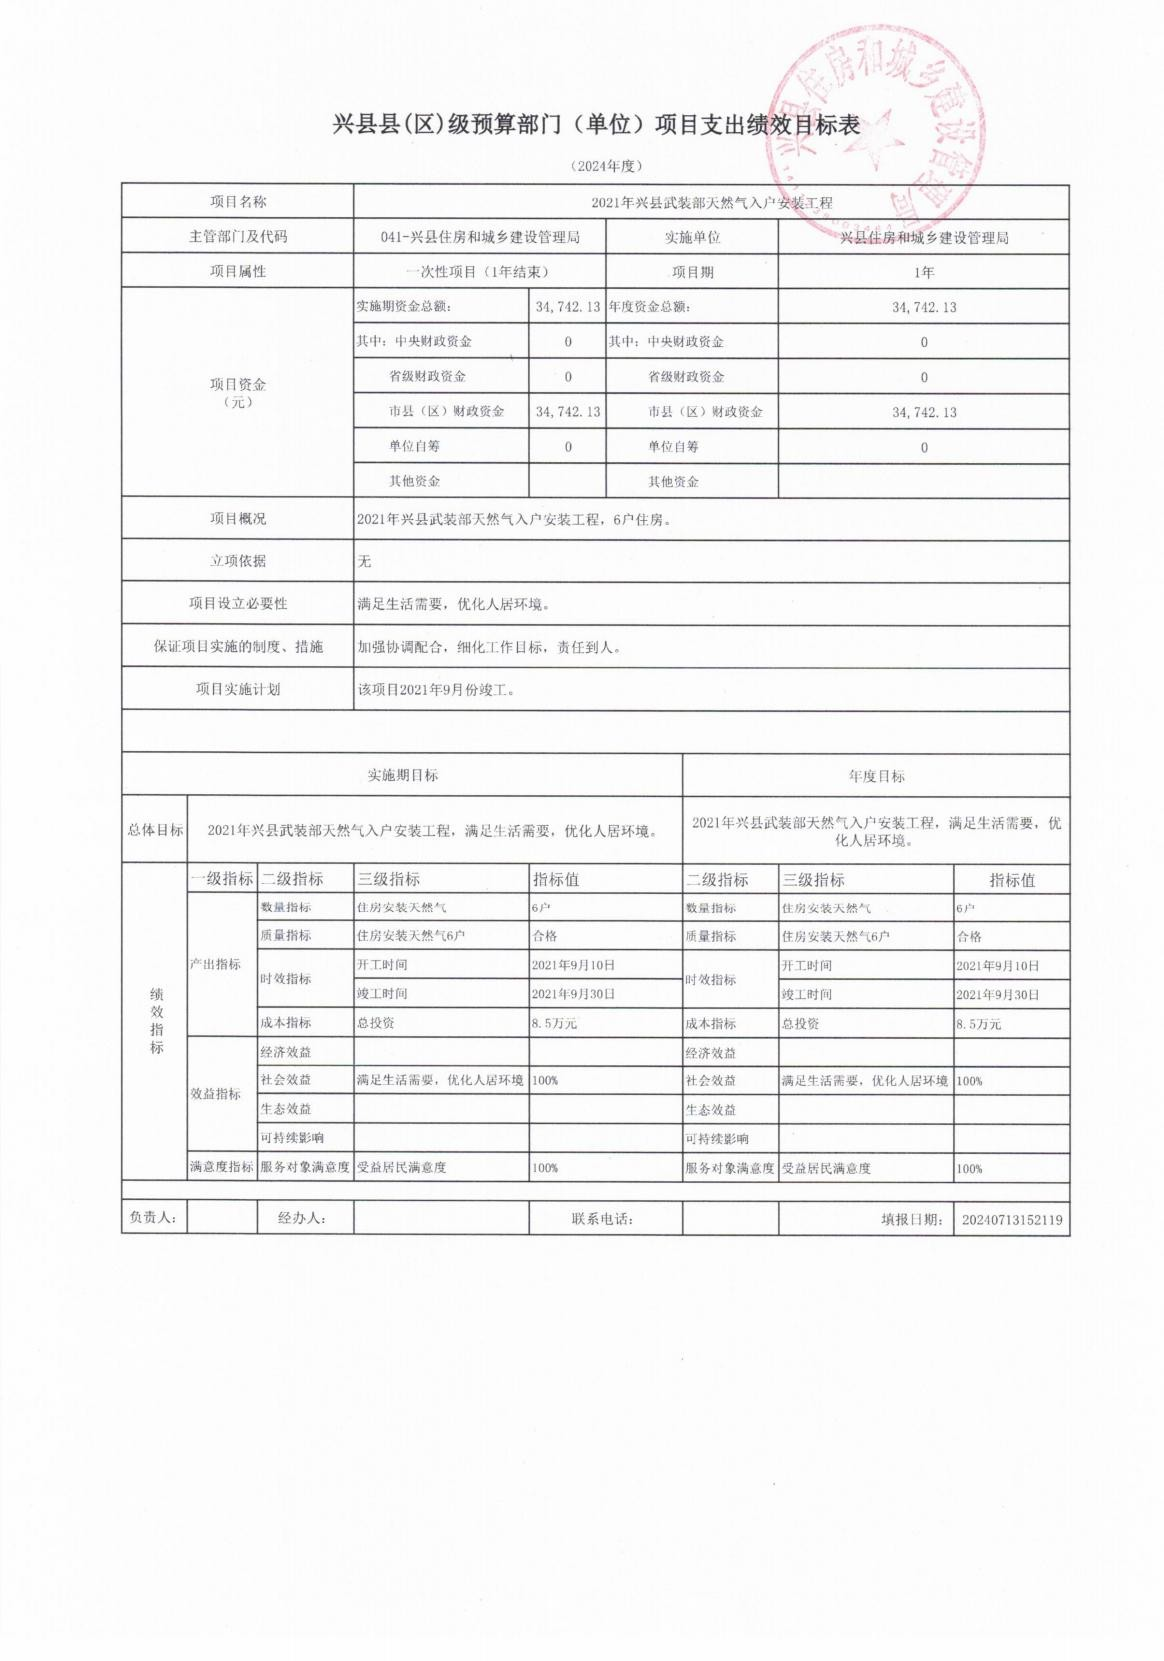 兴县住房和城乡建设管理局
兴县县(区)级预算部门（单位）项目支出绩效目标表
（2024年度）
项目名称 2021年兴县武装部天然气入户安装工程
主管部门及代码 041-兴县住房和城乡建设管理局 实施单位 兴县住房和城乡建设管理局
项目属性 一次性项目（1年结束） 项目期 1年
项目资金
（元）
实施期资金总额： 34,742.13 年度资金总额： 34,742.13
其中：中央财政资金 0 其中：中央财政资金 0
省级财政资金 0 省级财政资金 0
市县（区）财政资金 34,742.13 市县（区）财政资金 34,742.13
单位自筹 0 单位自筹 0
其他资金 其他资金
项目概况 2021年兴县武装部天然气入户安装工程，6户住房。
立项依据 无
项目设立必要性 满足生活需要，优化人居环境。
保证项目实施的制度、措施 加强协调配合，细化工作目标，责任到人。
项目实施计划 该项目2021年9月份竣工。
实施期目标 年度目标
总体目标 2021年兴县武装部天然气入户安装工程，满足生活需要，优化人居环境。 2021年兴县武装部天然气入户安装工程，满足生活需要，优
化人居环境。
绩效指标
一级指标 二级指标 三级指标 指标值 二级指标 三级指标 指标值
产出指标
数量指标 住房安装天然气 6户 数量指标 住房安装天然气 6户
质量指标 住房安装天然气6户 合格 质量指标 住房安装天然气6户 合格
时效指标 开工时间 2021年9月10日 时效指标 开工时间 2021年9月10日
竣工时间 2021年9月30日 竣工时间 2021年9月30日
成本指标 总投资 8.5万元 成本指标 总投资 8.5万元
效益指标
经济效益 经济效益
社会效益 满足生活需要，优化人居环境 100% 社会效益 满足生活需要，优化人居环境 100%
生态效益 生态效益
可持续影响 可持续影响
满意度指标 服务对象满意度 受益居民满意度 100% 服务对象满意度 受益居民满意度 100%
负责人： 经办人： 联系电话： 填报日期： 20240713152119